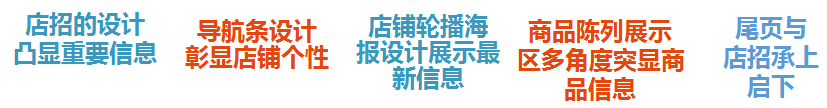 店招的设计
凸显重要信息
导航条设计
彰显店铺个性
店铺轮播海
报设计展示最
新信息
商品陈列展示
区多角度突显商
品信息
尾页与
店招承上
启下